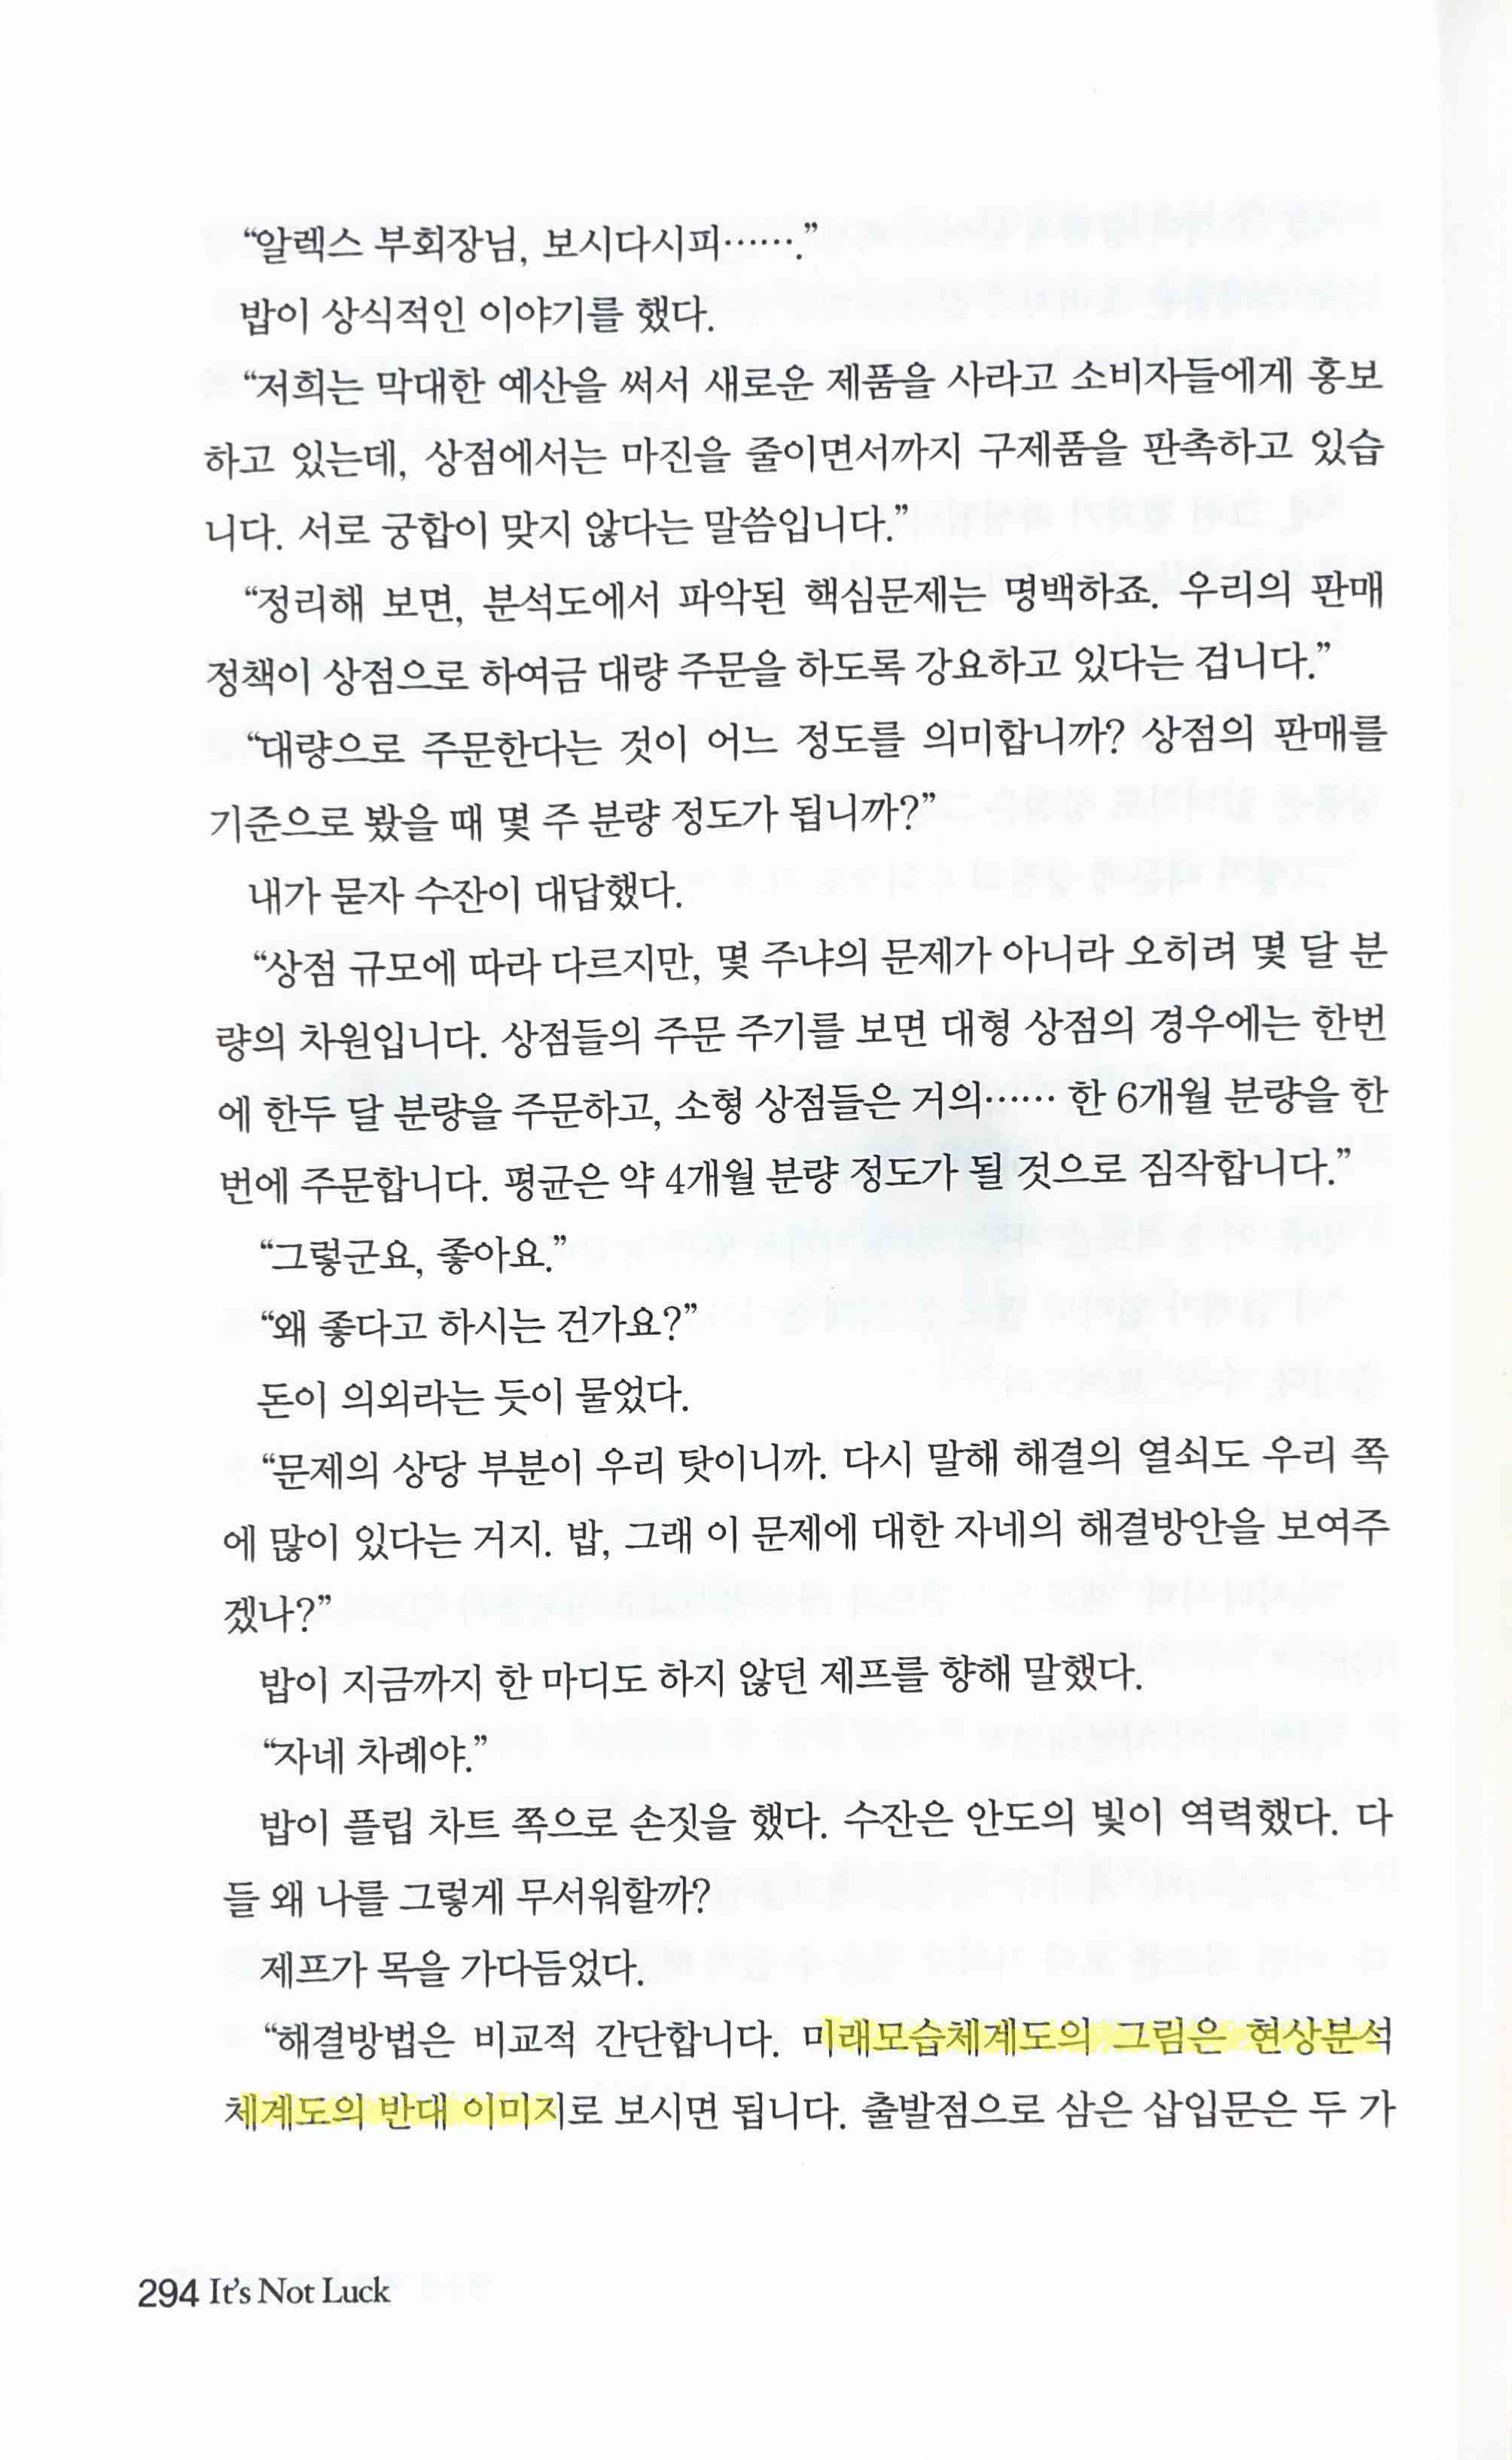 “알렉스 부회장님, 보시다시피…….”
밥이 상식적인 이야기를 했다.
“저희는 막대한 예산을 써서 새로운 제품을 사라고 소비자들에게 홍보
하고 있는데, 상점에서는 마진을 줄이면서까지 구제품을 판촉하고 있습
니다. 서로 궁합이 맞지 않다는 말씀입니다.”
“정리해 보면, 분석도에서 파악된 핵심문제는 명백하죠. 우리의 판매
정책이 상점으로 하여금 대량 주문을 하도록 강요하고 있다는 겁니다.”
“대량으로 주문한다는 것이 어느 정도를 의미합니까? 상점의 판매를
기준으로 봤을 때 몇 주 분량 정도가 됩니까?”
내가 묻자 수잔이 대답했다.
“상점 규모에 따라 다르지만, 몇 주냐의 문제가 아니라 오히려 몇 달 분
량의 차원입니다. 상점들의 주문 주기를 보면 대형 상점의 경우에는 한번
에 한두 달 분량을 주문하고, 소형 상점들은 거의…… 한 6개월 분량을 한
번에 주문합니다. 평균은 약 4개월 분량 정도가 될 것으로 짐작합니다.”
“그렇군요, 좋아요.”
“왜 좋다고 하시는 건가요?”
돈이 의외라는 듯이 물었다.
“문제의 상당 부분이 우리 탓이니까. 다시 말해 해결의 열쇠도 우리 쪽
에 많이 있다는 거지. 밥, 그래 이 문제에 대한 자네의 해결방안을 보여주
겠나?”
밥이 지금까지 한 마디도 하지 않던 제프를 향해 말했다.
“자네 차례야.”
밥이 플립 차트 쪽으로 손짓을 했다. 수잔은 안도의 빛이 역력했다. 다
들 왜 나를 그렇게 무서워할까?
제프가 목을 가다듬었다.
“해결방법은 비교적 간단합니다. 미래모습체계도의 그림은 현상분석
체계도의 반대 이미지로 보시면 됩니다. 출발점으로 삼은 삽입문은 두 가
294 It’s Not Luck